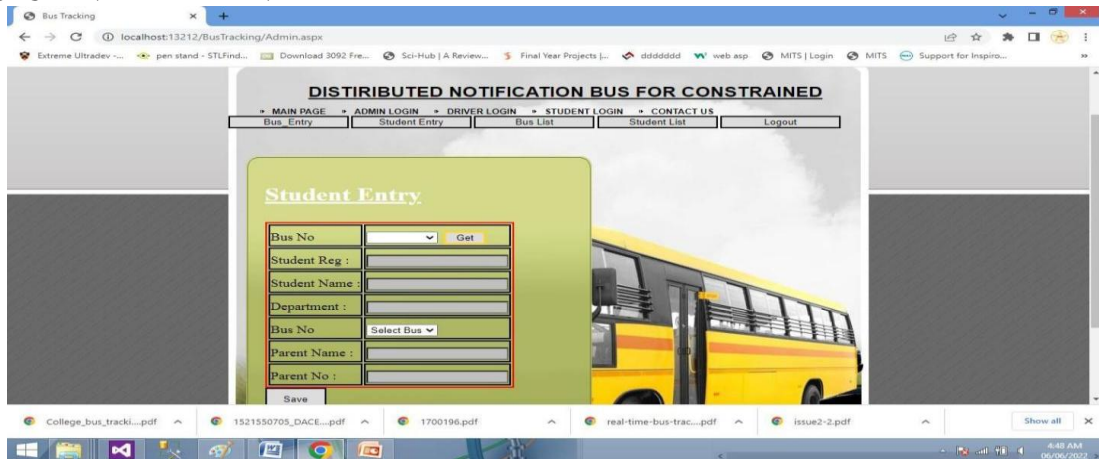 Bus Tracking
localhost:13212/BusTracking/Admin.aspx
Extreme Ultradev -... pen stand - STLFind... Download 3092 Fre... Sci-Hub | A Review... Final Year Projects |... ddddddd web asp MITS | Login MITS Support for Inspiro...
DISTIRIBUTED NOTIFICATION BUS FOR CONSTRAINED
MAIN PAGE ADMIN LOGIN DRIVER LOGIN STUDENT LOGIN CONTACT US
Bus_Entry Student Entry Bus List Student List Logout
Student Entry
Bus No Get
Student Reg :
Student Name :
Department :
Bus No Select Bus
Parent Name :
Parent No :
Save
College_bus_tracki....pdf 1521550705_DACE....pdf 1700196.pdf real-time-bus-trac....pdf issue2-2.pdf Show all
4:48 AM
06/06/2022